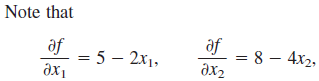 Note that
∂f/∂x₁ = 5 − 2x₁, ∂f/∂x₂ = 8 − 4x₂,